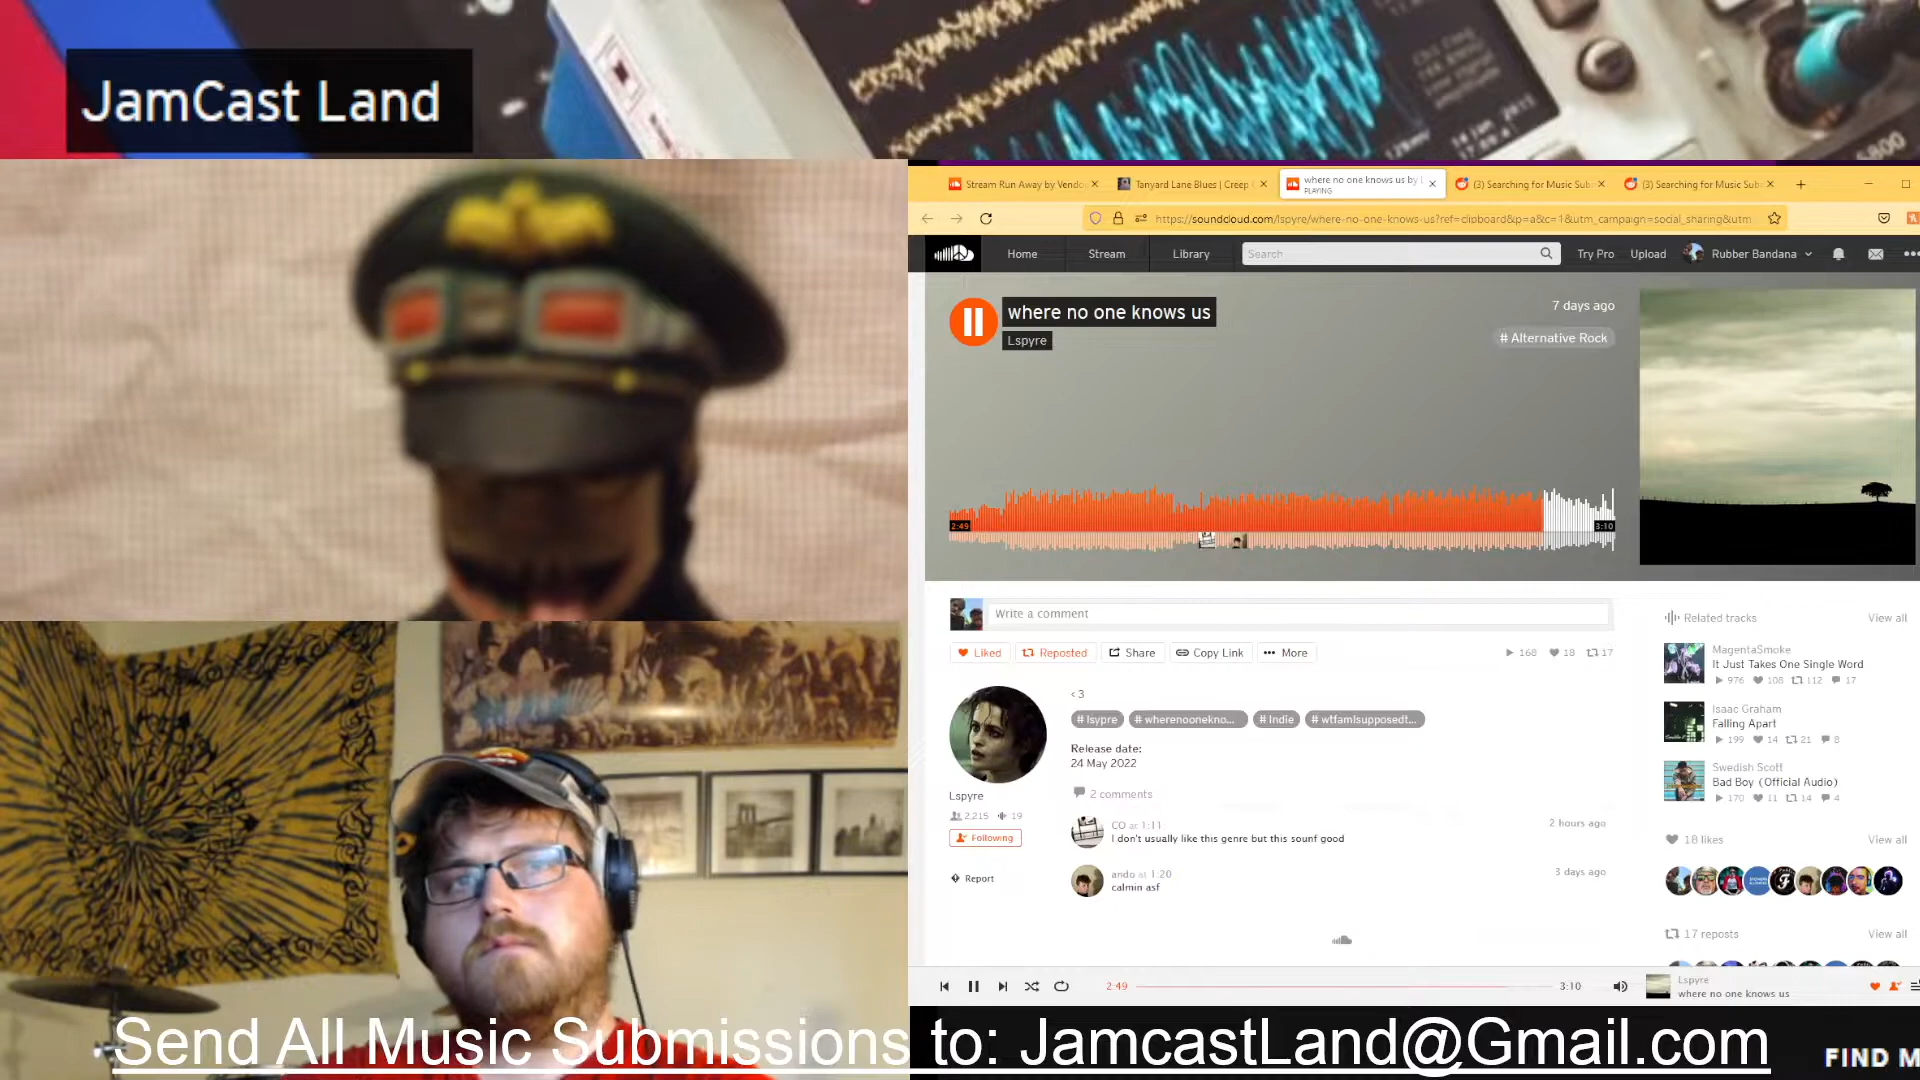 JamCast Land
14 jan 2011
Stream Run Away by Vendo
Tanyard Lane Blues | Creep
where no one knows us by L
PLAYING
(3) Searching for Music Sub
(3) Searching for Music Sub
https://soundcloud.com/lspyre/where-no-one-knows-us?ref=clipboard&p=a&c=1&utm_campaign=social_sharing&utm
Home
Stream
Library
Search
Try Pro
Upload
Rubber Bandana
where no one knows us
Lspyre
7 days ago
# Alternative Rock
2:49
3:10
Write a comment
Liked
Reposted
Share
Copy Link
More
168
18
17
< 3
# lsypre
# wherenooonekno...
# Indie
# wtfamIsupposedt...
Release date:
24 May 2022
Lspyre
2,215
19
Following
Report
2 comments
CO at 1:11
2 hours ago
I don't usually like this genre but this sounf good
ando at 1:20
3 days ago
calmin asf
Related tracks
View all
MagentaSmoke
It Just Takes One Single Word
976
108
112
17
Isaac Graham
Falling Apart
199
14
21
8
Swedish Scott
Bad Boy (Official Audio)
170
11
14
4
18 likes
View all
17 reposts
View all
2:49
3:10
Lspyre
where no one knows us
Send All Music Submissions to: JamcastLand@Gmail.com
FIND M